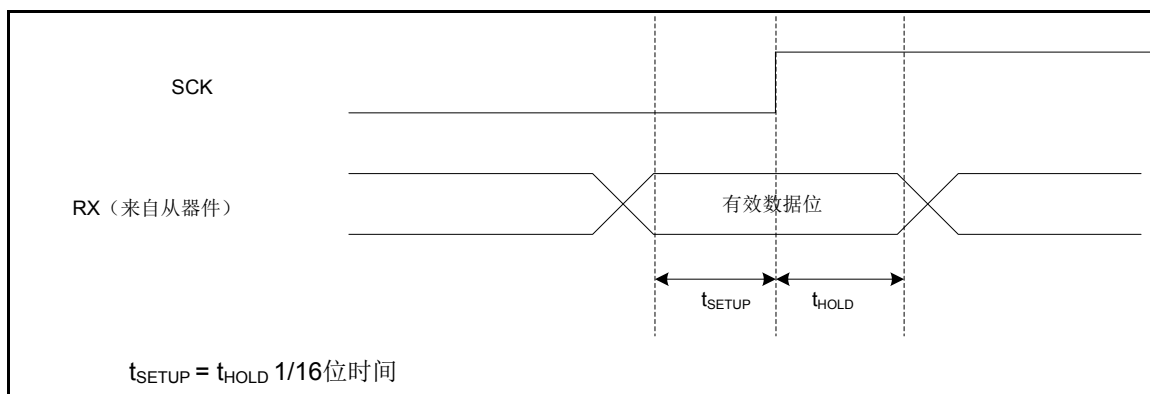 SCK
RX（来自从器件）
有效数据位
tSETUP
tHOLD
tSETUP = tHOLD 1/16位时间